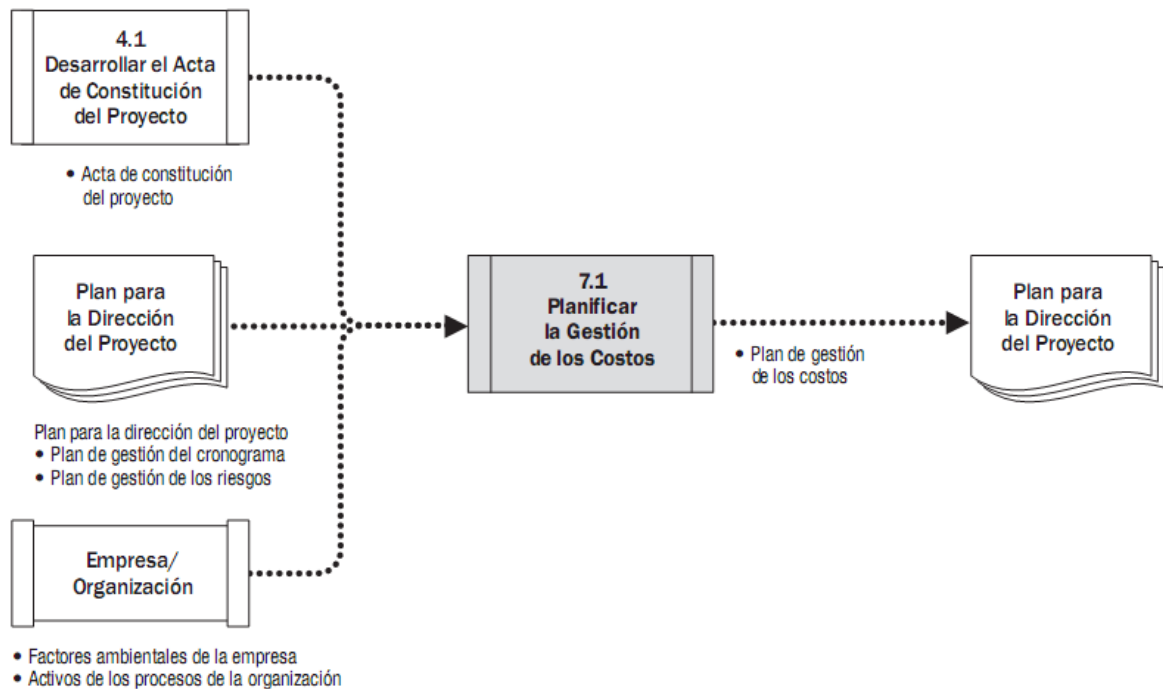 4.1
Desarrollar el Acta
de Constitución
del Proyecto
• Acta de constitución
del proyecto
Plan para
la Dirección
del Proyecto
Plan para la dirección del proyecto
• Plan de gestión del cronograma
• Plan de gestión de los riesgos
Empresa/
Organización
• Factores ambientales de la empresa
• Activos de los procesos de la organización
7.1
Planificar
la Gestión
de los Costos
• Plan de gestión
de los costos
Plan para
la Dirección
del Proyecto